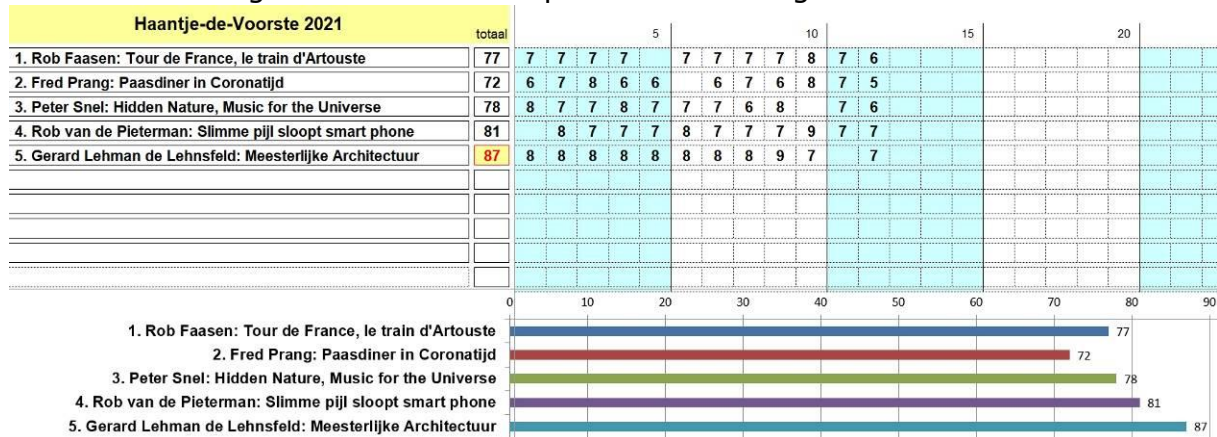 Haantje-de-Voorste 2021 totaal 5 10 15 20
1. Rob Faasen: Tour de France, le train d'Artouste 77 7 7 7 7 7 7 7 7 8 7 6
2. Fred Prang: Paasdiner in Coronatijd 72 6 7 8 6 6 6 7 6 8 7 5
3. Peter Snel: Hidden Nature, Music for the Universe 78 8 7 7 8 7 7 7 6 8 7 6
4. Rob van de Pieterman: Slimme pijl sloopt smart phone 81 8 7 7 7 8 7 7 7 9 7 7
5. Gerard Lehman de Lehnsfeld: Meesterlijke Architectuur 87 8 8 8 8 8 8 8 8 9 7 7
0 10 20 30 40 50 60 70 80 90
1. Rob Faasen: Tour de France, le train d'Artouste 77
2. Fred Prang: Paasdiner in Coronatijd 72
3. Peter Snel: Hidden Nature, Music for the Universe 78
4. Rob van de Pieterman: Slimme pijl sloopt smart phone 81
5. Gerard Lehman de Lehnsfeld: Meesterlijke Architectuur 87